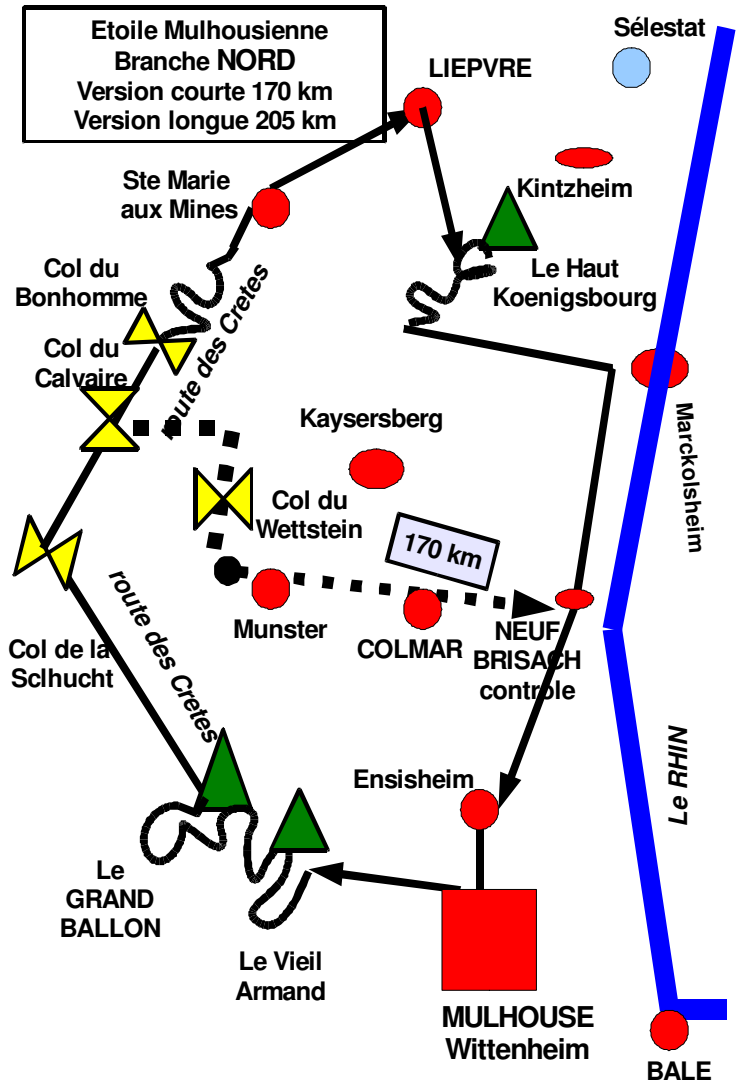 Etoile Mulhousienne
Branche NORD
Version courte 170 km
Version longue 205 km
Sélestat
LIEPVRE
Ste Marie
aux Mines
Kintzheim
Col du
Bonhomme
Le Haut
Koenigsbourg
route des Cretes
Col du
Calvaire
Marckolsheim
Kaysersberg
Col du
Wettstein
170 km
route des Cretes
Munster
COLMAR
NEUF
BRISACH
contrôle
Col de la
Sclhucht
Le RHIN
Ensisheim
Le
GRAND
BALLON
Le Vieil
Armand
MULHOUSE
Wittenheim
BALE